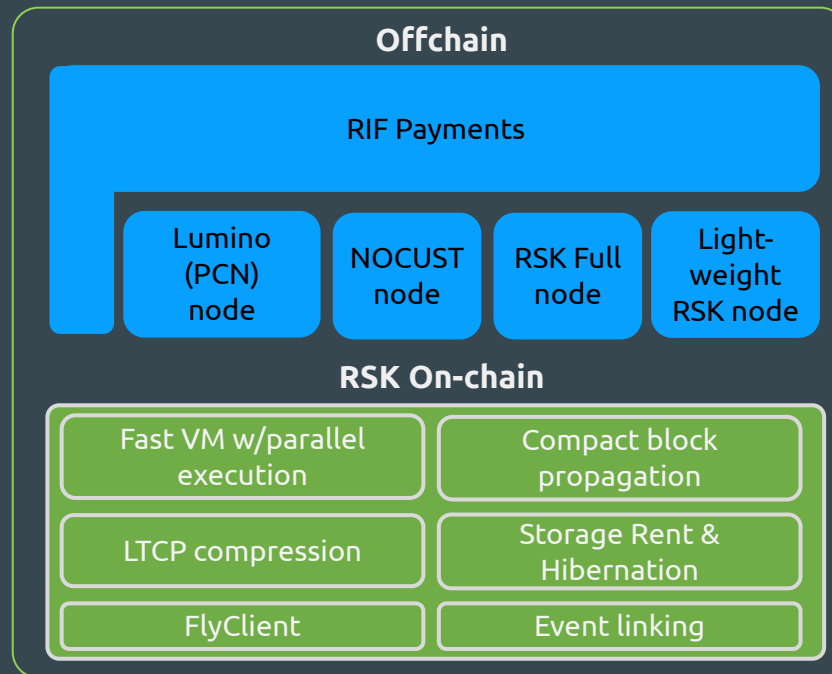 Offchain
RIF Payments
Lumino
(PCN)
node
NOCUST
node
RSK Full
node
Light-
weight
RSK node
RSK On-chain
Fast VM w/parallel
execution
Compact block
propagation
LTCP compression
Storage Rent &
Hibernation
FlyClient
Event linking